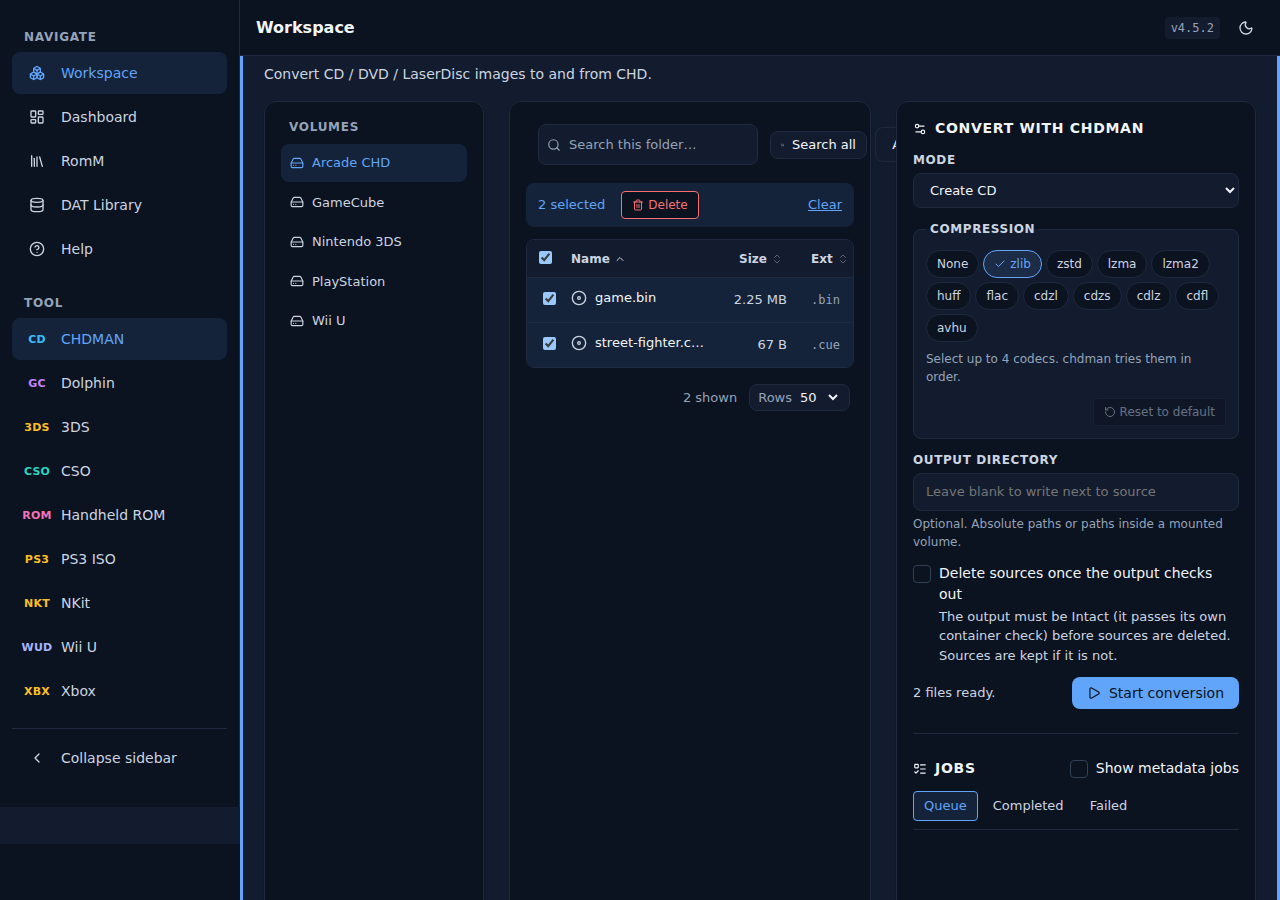 NAVIGATE
Workspace
Dashboard
RomM
DAT Library
Help
TOOL
CD CHDMAN
GC Dolphin
3DS 3DS
CSO CSO
ROM Handheld ROM
PS3 PS3 ISO
NKT NKit
WUD Wii U
XBX Xbox
Collapse sidebar
Workspace
v4.5.2
Convert CD / DVD / LaserDisc images to and from CHD.
VOLUMES
Arcade CHD
GameCube
Nintendo 3DS
PlayStation
Wii U
Search this folder…
Search all
2 selected Delete Clear
Name Size Ext
game.bin 2.25 MB .bin
street-fighter.c… 67 B .cue
2 shown Rows 50
CONVERT WITH CHDMAN
MODE
Create CD
COMPRESSION
None zlib zstd lzma lzma2
huff flac cdzl cdzs cdlz cdfl
avhu
Select up to 4 codecs. chdman tries them in
order.
Reset to default
OUTPUT DIRECTORY
Leave blank to write next to source
Optional. Absolute paths or paths inside a mounted
volume.
Delete sources once the output checks
out
The output must be Intact (it passes its own
container check) before sources are deleted.
Sources are kept if it is not.
2 files ready. Start conversion
JOBS Show metadata jobs
Queue Completed Failed